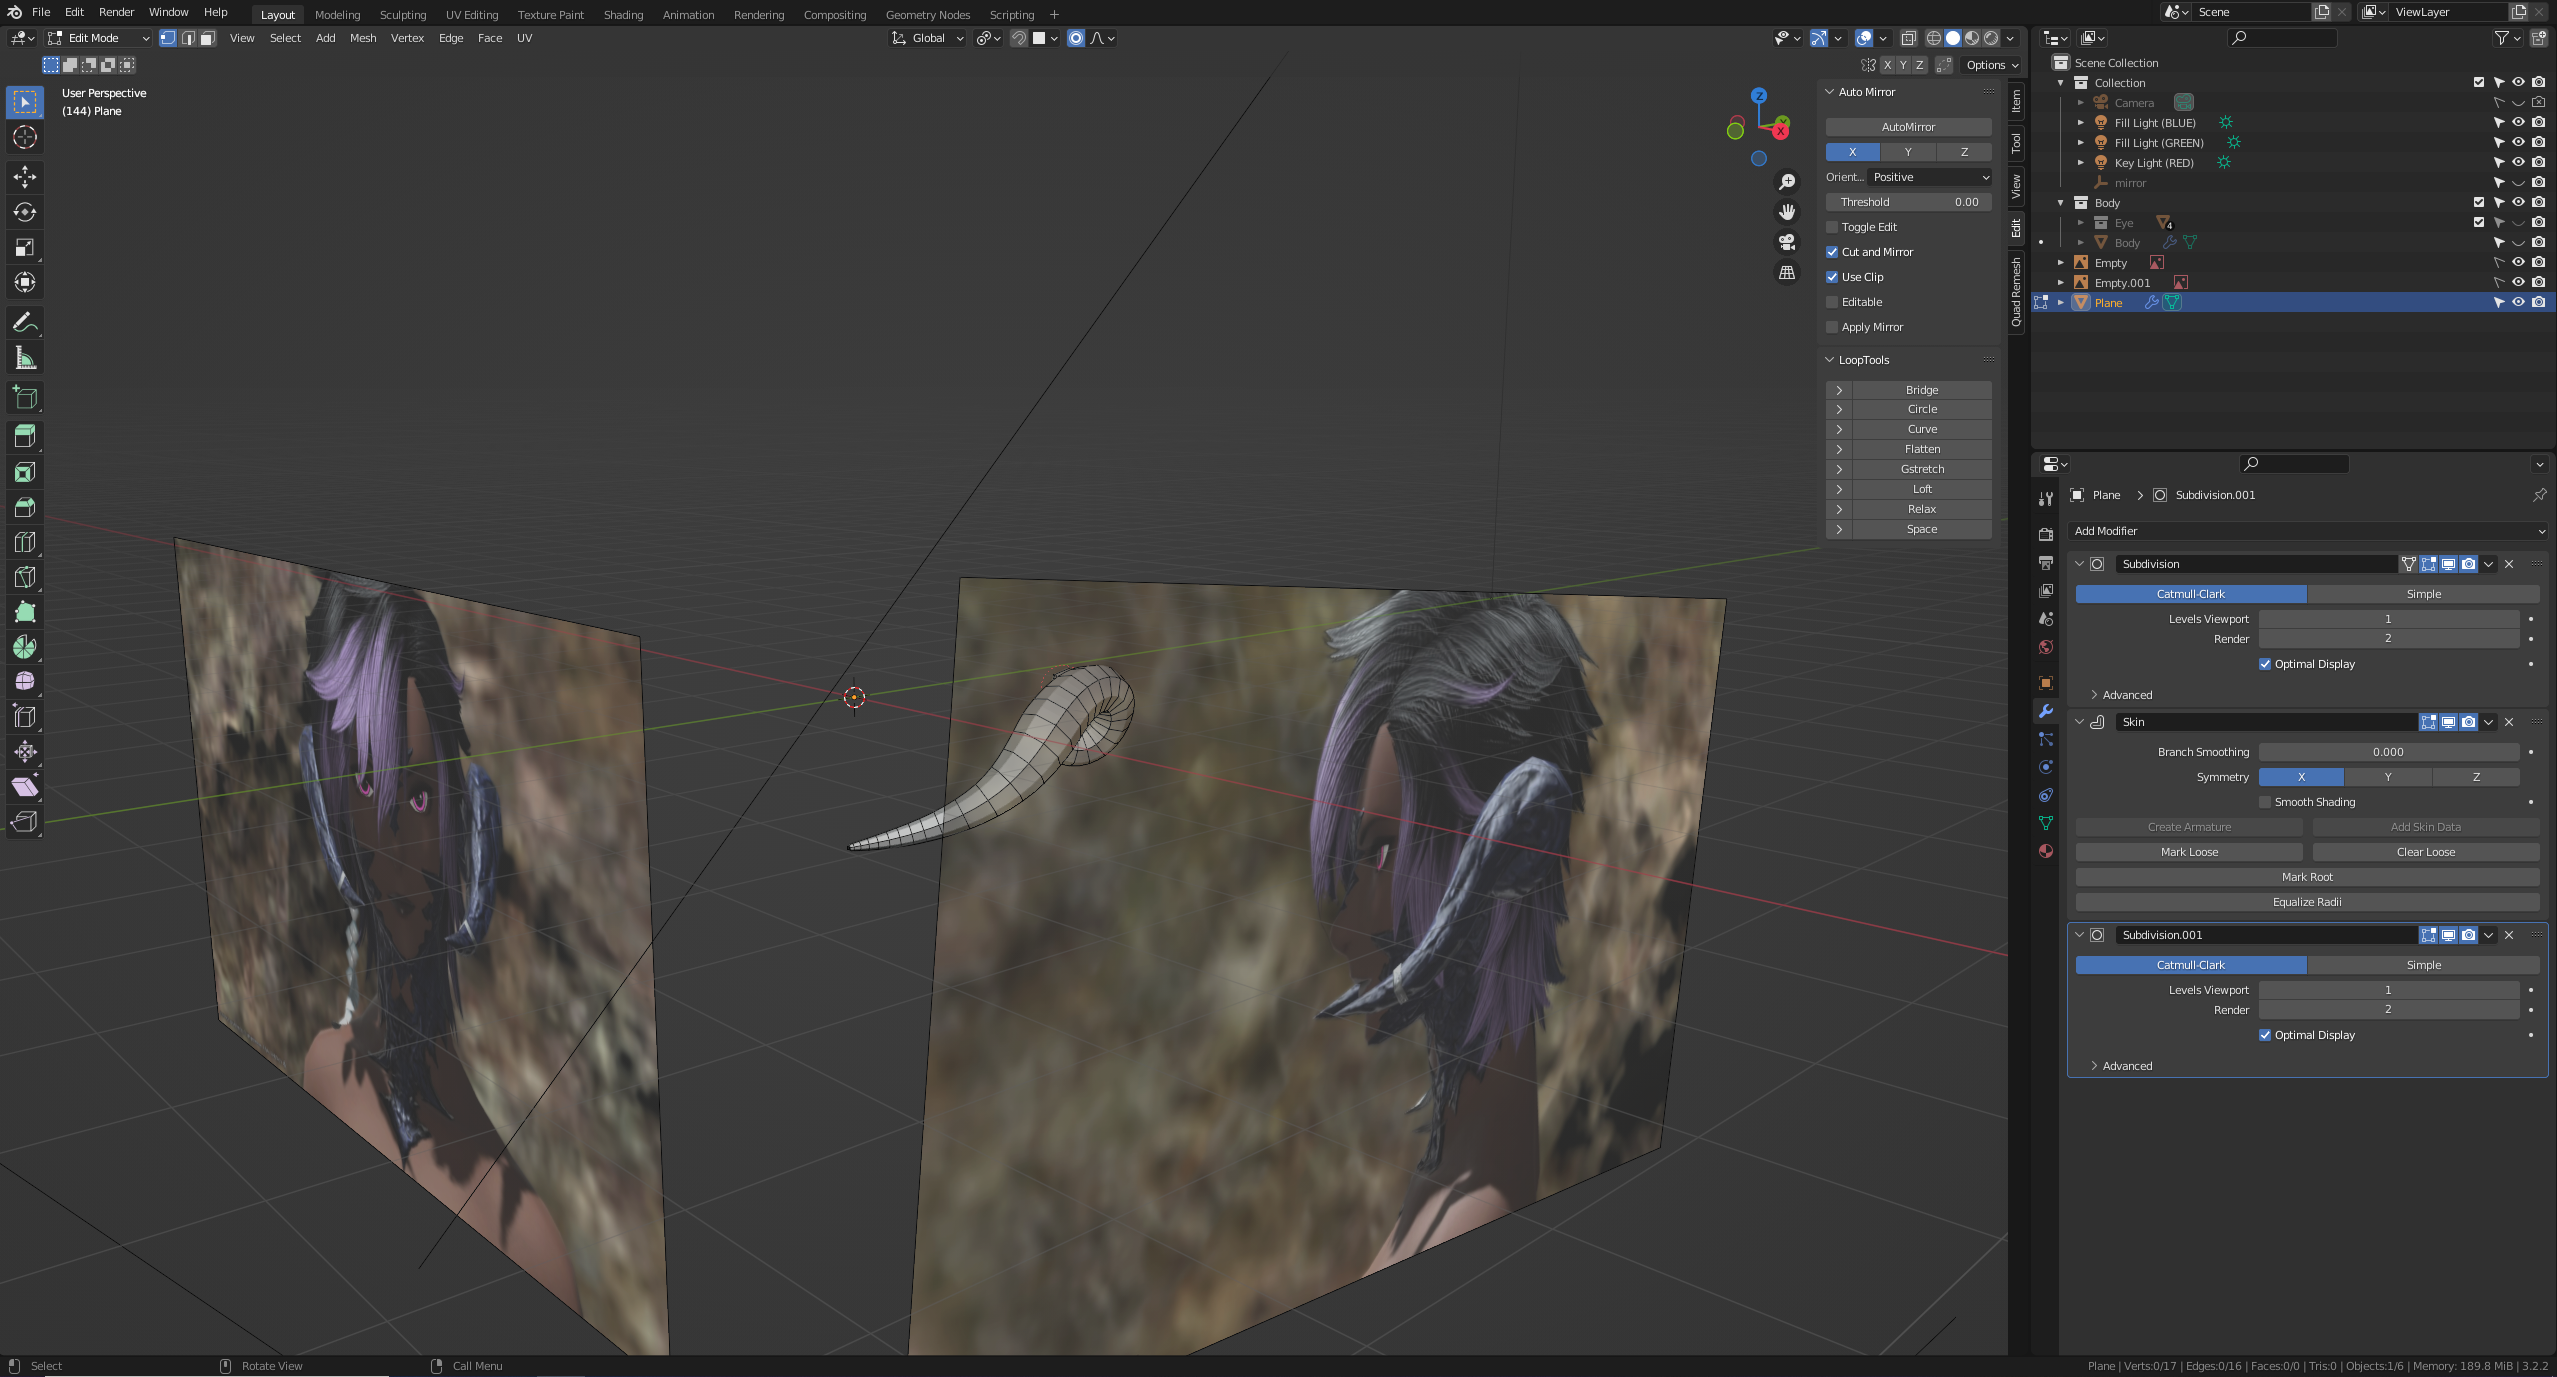 File Edit Render Window Help Layout Modeling Sculpting UV Editing Texture Paint Shading Animation Rendering Compositing Geometry Nodes Scripting + Scene ViewLayer
Edit Mode View Select Add Mesh Vertex Edge Face UV Global
X Y Z Options
User Perspective
(144) Plane
Z
Y
X
Auto Mirror
AutoMirror
X Y Z
Orient... Positive
Threshold 0.00
Toggle Edit
Cut and Mirror
Use Clip
Editable
Apply Mirror
LoopTools
Bridge
Circle
Curve
Flatten
Gstretch
Loft
Relax
Space
Item
Tool
View
Edit
Quad Remesh
Scene Collection
Collection
Camera
Fill Light (BLUE)
Fill Light (GREEN)
Key Light (RED)
mirror
Body
Eye 4
Body
Empty
Empty.001
Plane
Plane Subdivision.001
Add Modifier
Subdivision
Catmull-Clark Simple
Levels Viewport 1
Render 2
Optimal Display
Advanced
Skin
Branch Smoothing 0.000
Symmetry X Y Z
Smooth Shading
Create Armature Add Skin Data
Mark Loose Clear Loose
Mark Root
Equalize Radii
Subdivision.001
Catmull-Clark Simple
Levels Viewport 1
Render 2
Optimal Display
Advanced
Select Rotate View Call Menu
Plane | Verts:0/17 | Edges:0/16 | Faces:0/0 | Tris:0 | Objects:1/6 | Memory: 189.8 MiB | 3.2.2